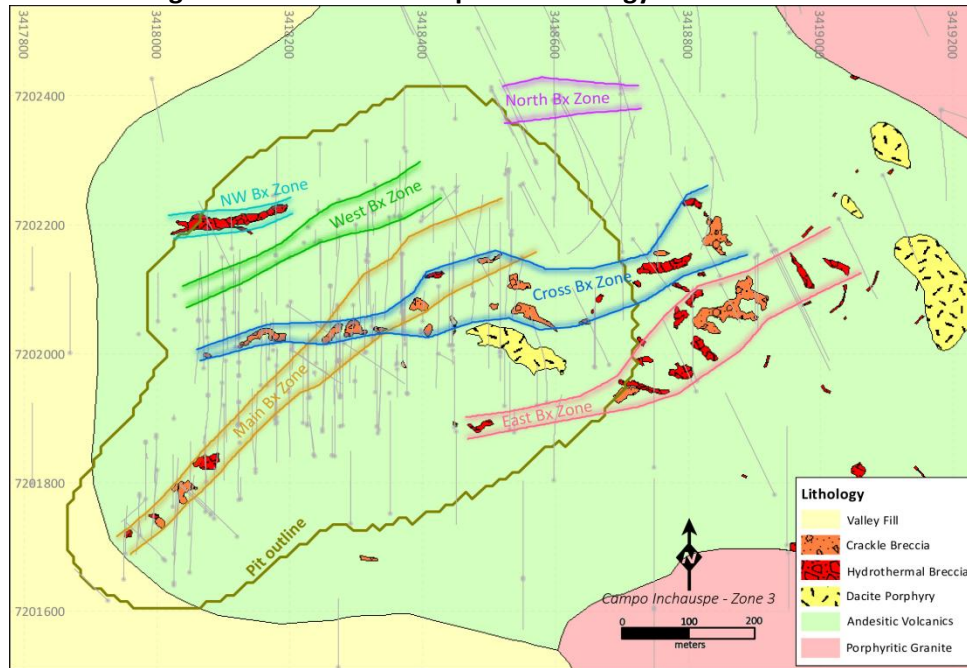 3417800
3418000
3418200
3418400
3418600
3418800
3419000
3419200
7202400
7202200
7202000
7201800
7201600
North Bx Zone
NW Bx Zone
West Bx Zone
Cross Bx Zone
Main Bx Zone
East Bx Zone
Pit outline
N
Campo Inchauspe - Zone 3
0 100 200
meters
Lithology
Valley Fill
Crackle Breccia
Hydrothermal Breccia
Dacite Porphyry
Andesitic Volcanics
Porphyritic Granite